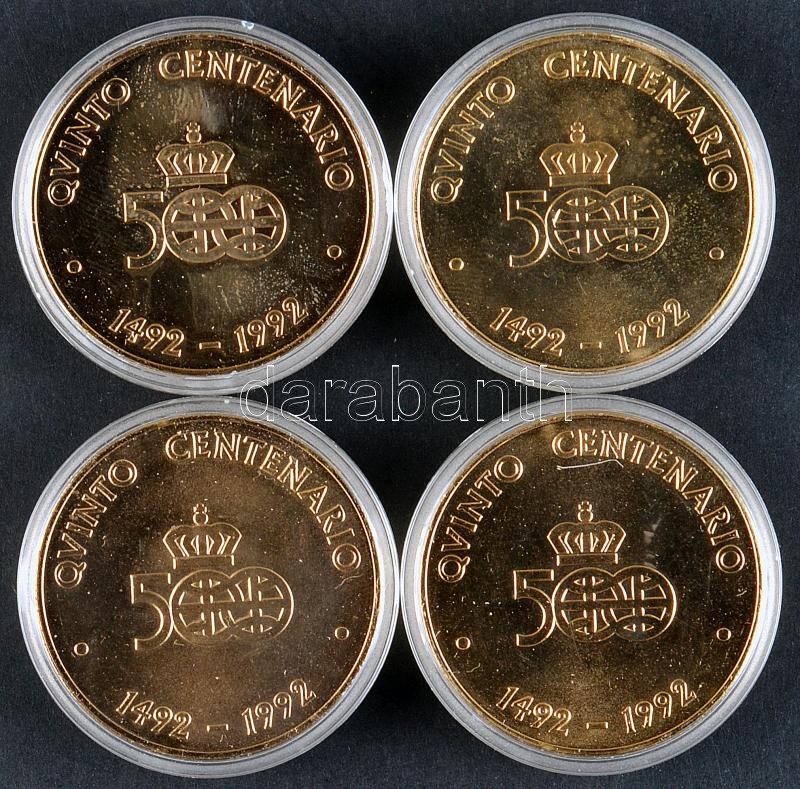 QVINTO CENTENARIO
500
1492 – 1992
QVINTO CENTENARIO
500
1492 – 1992
darabanth
QVINTO CENTENARIO
500
1492 – 1992
QVINTO CENTENARIO
500
1492 – 1992